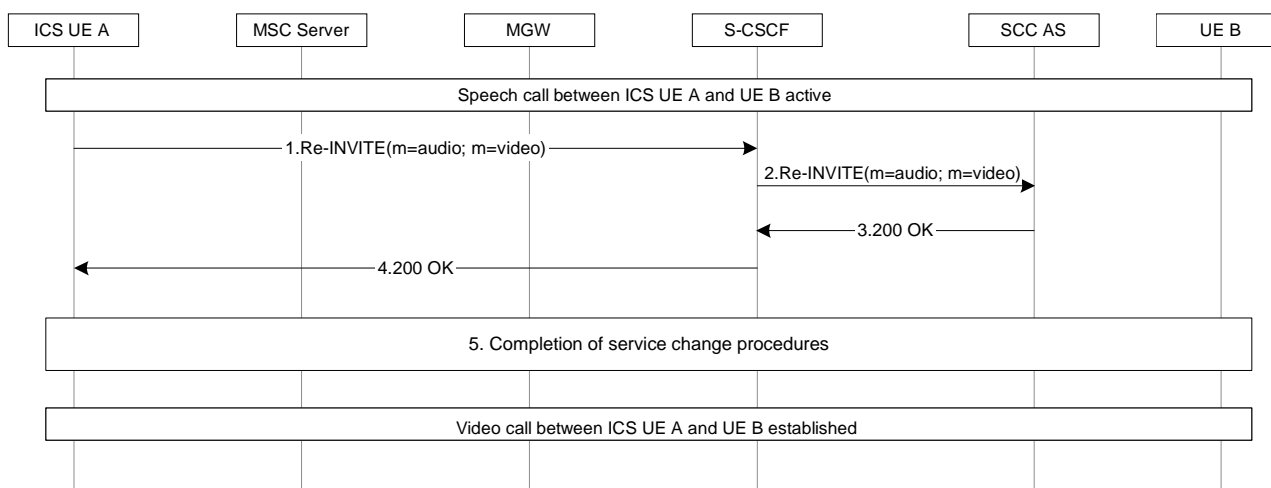 ICS UE A
MSC Server
MGW
S-CSCF
SCC AS
UE B
Speech call between ICS UE A and UE B active
1.Re-INVITE(m=audio; m=video)
2.Re-INVITE(m=audio; m=video)
3.200 OK
4.200 OK
5. Completion of service change procedures
Video call between ICS UE A and UE B established